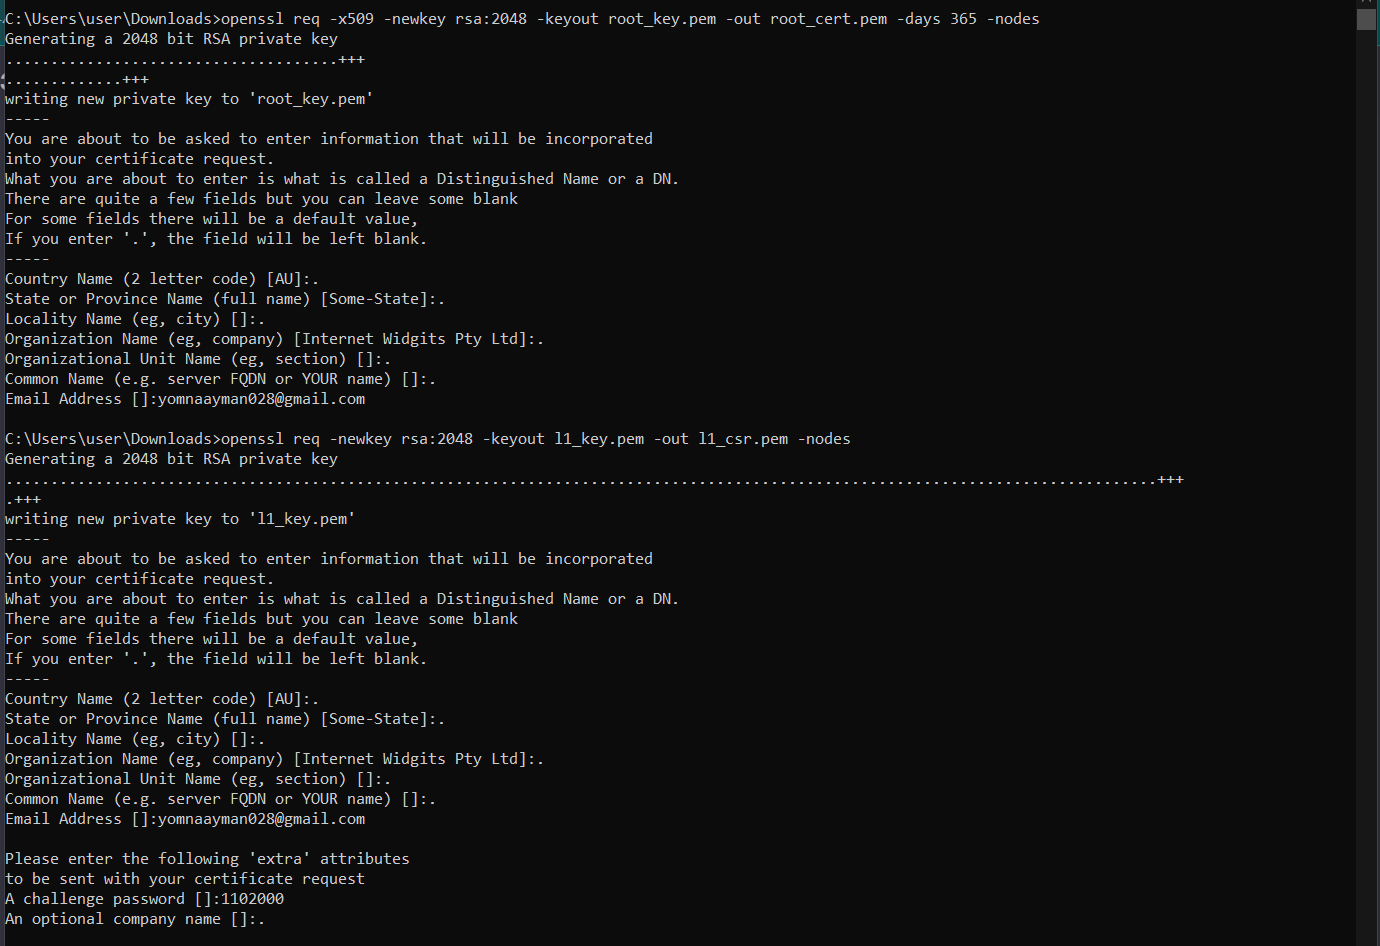 C:\Users\user\Downloads>openssl req -x509 -newkey rsa:2048 -keyout root_key.pem -out root_cert.pem -days 365 -nodes
Generating a 2048 bit RSA private key
.....................................+++
.............+++
writing new private key to 'root_key.pem'
-----
You are about to be asked to enter information that will be incorporated
into your certificate request.
What you are about to enter is what is called a Distinguished Name or a DN.
There are quite a few fields but you can leave some blank
For some fields there will be a default value,
If you enter '.', the field will be left blank.
-----
Country Name (2 letter code) [AU]:.
State or Province Name (full name) [Some-State]:.
Locality Name (eg, city) []:.
Organization Name (eg, company) [Internet Widgits Pty Ltd]:.
Organizational Unit Name (eg, section) []:.
Common Name (e.g. server FQDN or YOUR name) []:.
Email Address []:yomnaayman028@gmail.com
C:\Users\user\Downloads>openssl req -newkey rsa:2048 -keyout l1_key.pem -out l1_csr.pem -nodes
Generating a 2048 bit RSA private key
................................................................................................................................+++
.+++
writing new private key to 'l1_key.pem'
-----
You are about to be asked to enter information that will be incorporated
into your certificate request.
What you are about to enter is what is called a Distinguished Name or a DN.
There are quite a few fields but you can leave some blank
For some fields there will be a default value,
If you enter '.', the field will be left blank.
-----
Country Name (2 letter code) [AU]:.
State or Province Name (full name) [Some-State]:.
Locality Name (eg, city) []:.
Organization Name (eg, company) [Internet Widgits Pty Ltd]:.
Organizational Unit Name (eg, section) []:.
Common Name (e.g. server FQDN or YOUR name) []:.
Email Address []:yomnaayman028@gmail.com
Please enter the following 'extra' attributes
to be sent with your certificate request
A challenge password []:1102000
An optional company name []:.